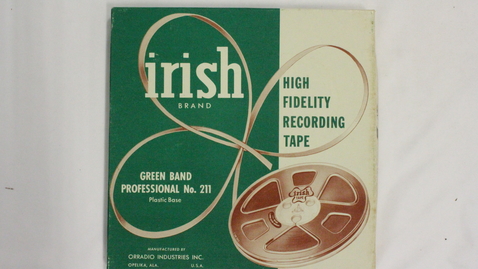 irish
BRAND
HIGH
FIDELITY
RECORDING
TAPE
GREEN BAND
PROFESSIONAL No. 211
Plastic Base
irish
MANUFACTURED BY
ORRADIO INDUSTRIES INC.
OPELIKA, ALA. U.S.A.